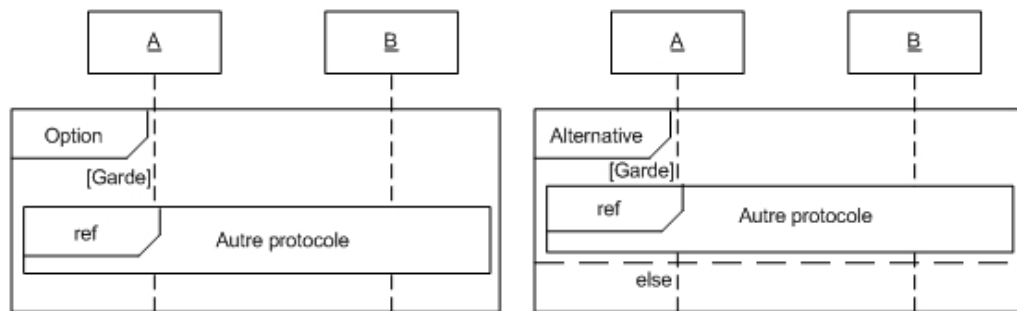 A
B
Option
[Garde]
ref
Autre protocole
A
B
Alternative
[Garde]
ref
Autre protocole
else